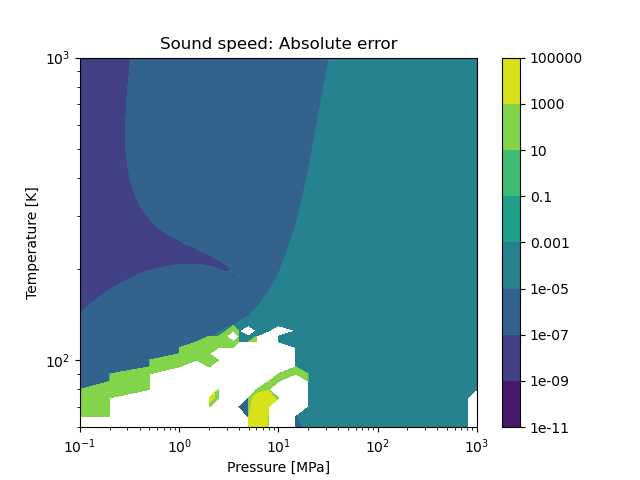 Sound speed: Absolute error
10³
10²
Temperature [K]
10⁻¹
10⁰
10¹
10²
10³
Pressure [MPa]
100000
1000
10
0.1
0.001
1e-05
1e-07
1e-09
1e-11